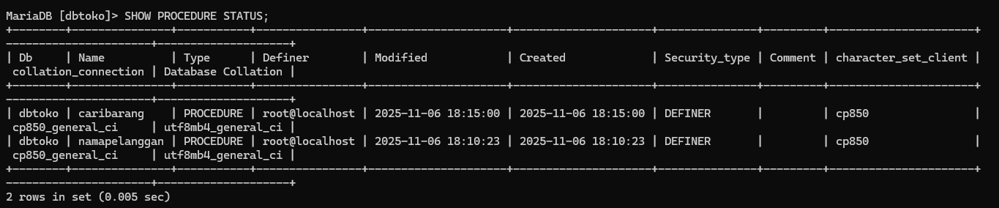 MariaDB [dbtoko]> SHOW PROCEDURE STATUS;
+--------+---------------+-----------+----------------+---------------------+---------------------+---------------+---------+----------------------+
----------------------+--------------------+
| Db     | Name          | Type      | Definer        | Modified            | Created             | Security_type | Comment | character_set_client |
 collation_connection | Database Collation |
+--------+---------------+-----------+----------------+---------------------+---------------------+---------------+---------+----------------------+
----------------------+--------------------+
| dbtoko | caribarang    | PROCEDURE | root@localhost | 2025-11-06 18:15:00 | 2025-11-06 18:15:00 | DEFINER       |         | cp850                |
 cp850_general_ci     | utf8mb4_general_ci |
| dbtoko | namapelanggan | PROCEDURE | root@localhost | 2025-11-06 18:10:23 | 2025-11-06 18:10:23 | DEFINER       |         | cp850                |
 cp850_general_ci     | utf8mb4_general_ci |
+--------+---------------+-----------+----------------+---------------------+---------------------+---------------+---------+----------------------+
----------------------+--------------------+
2 rows in set (0.005 sec)